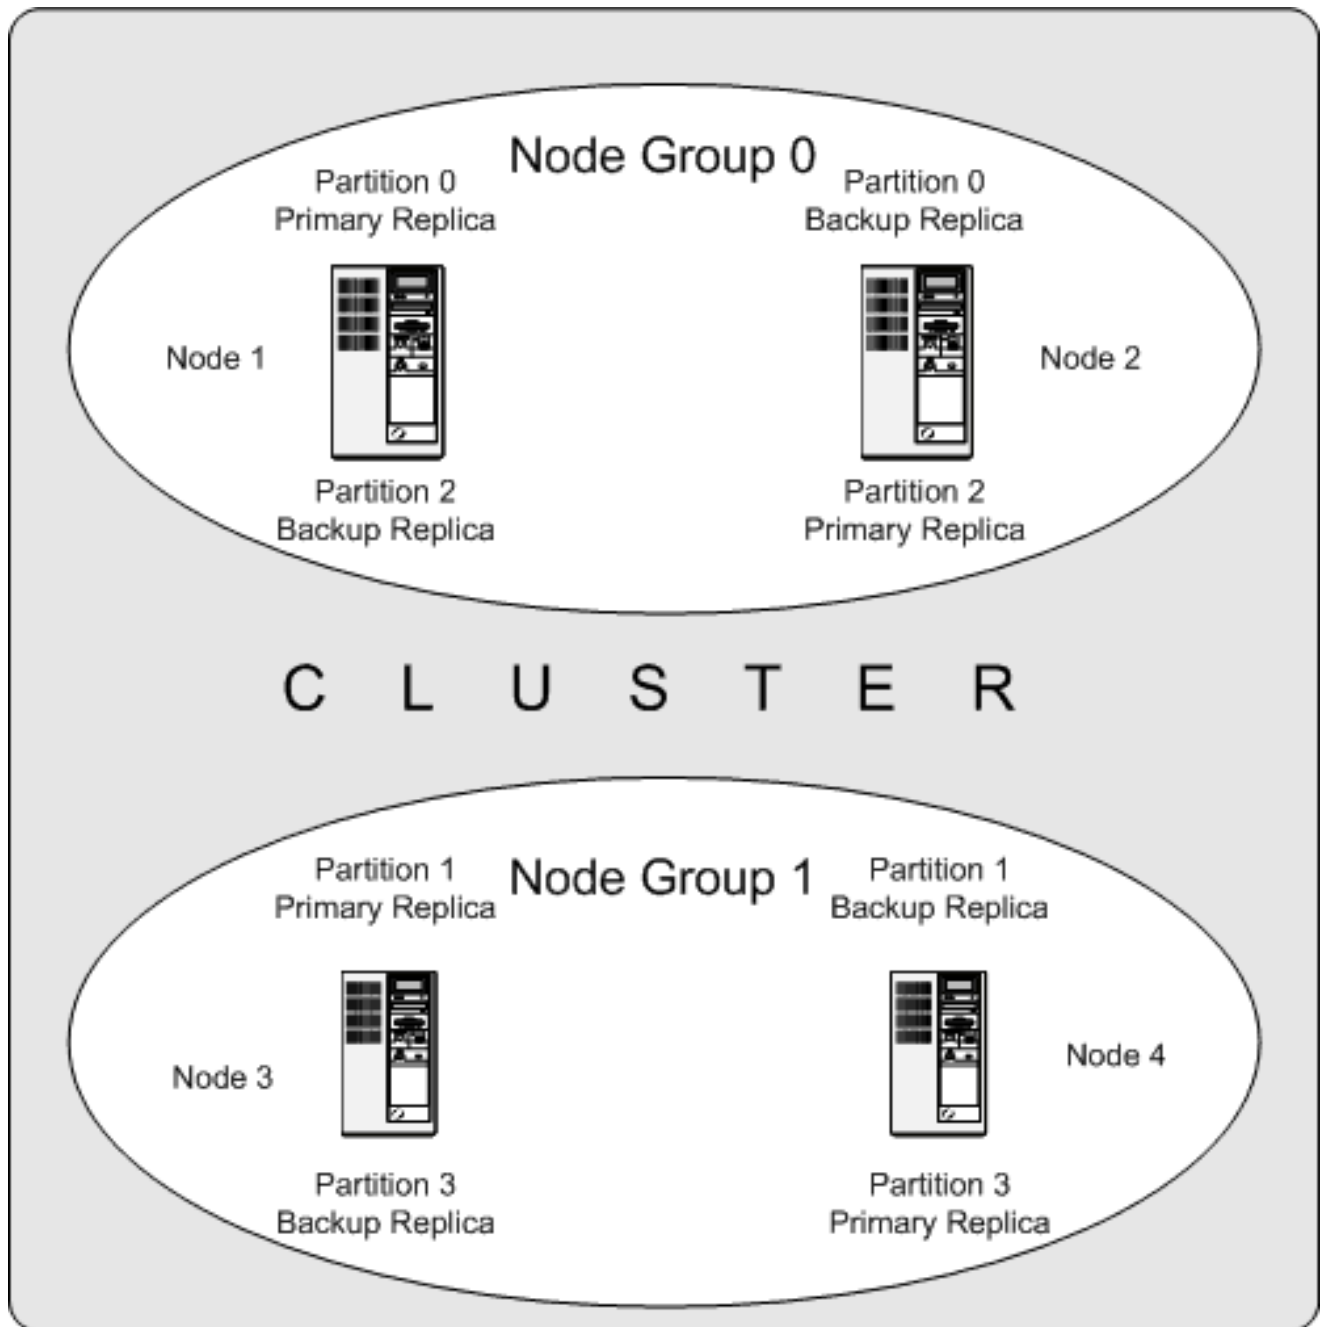 Node Group 0
Partition 0
Primary Replica
Partition 0
Backup Replica
Node 1
Node 2
Partition 2
Backup Replica
Partition 2
Primary Replica
C L U S T E R
Node Group 1
Partition 1
Primary Replica
Partition 1
Backup Replica
Node 3
Node 4
Partition 3
Backup Replica
Partition 3
Primary Replica